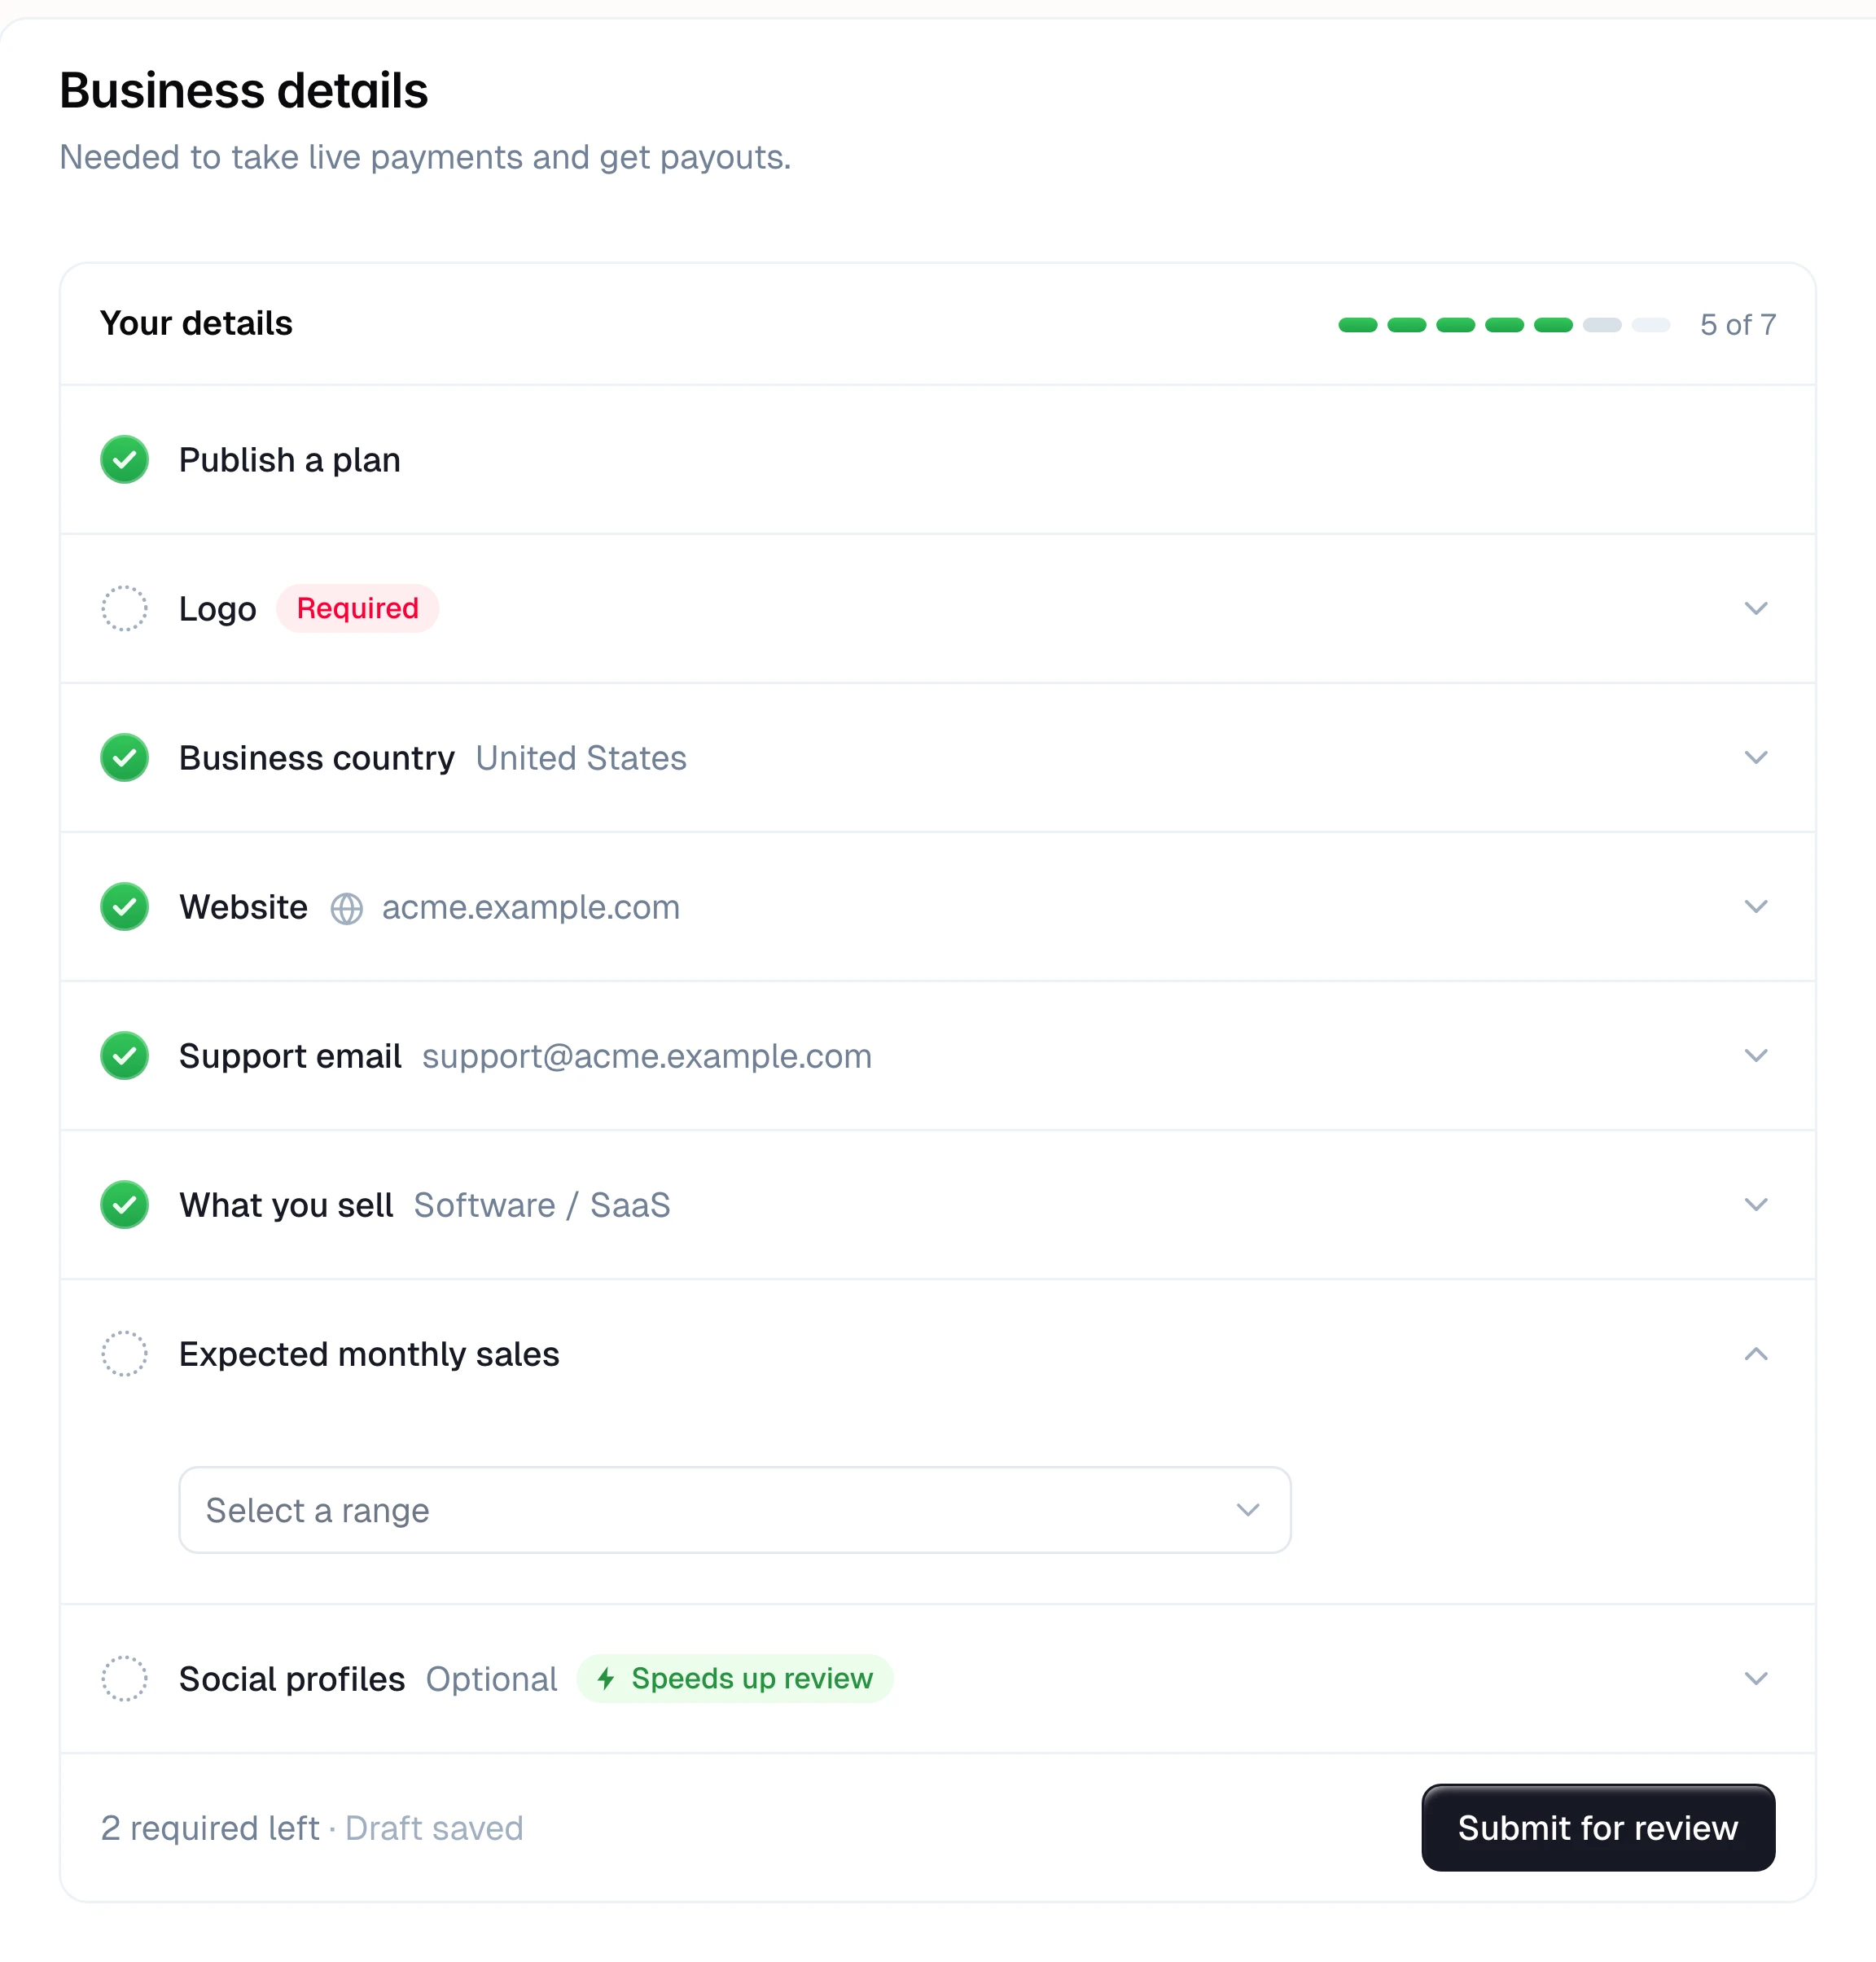 Business details
Needed to take live payments and get payouts.
Your details
5 of 7
Publish a plan
Logo Required
Business country United States
Website acme.example.com
Support email support@acme.example.com
What you sell Software / SaaS
Expected monthly sales
Select a range
Social profiles Optional Speeds up review
2 required left · Draft saved
Submit for review